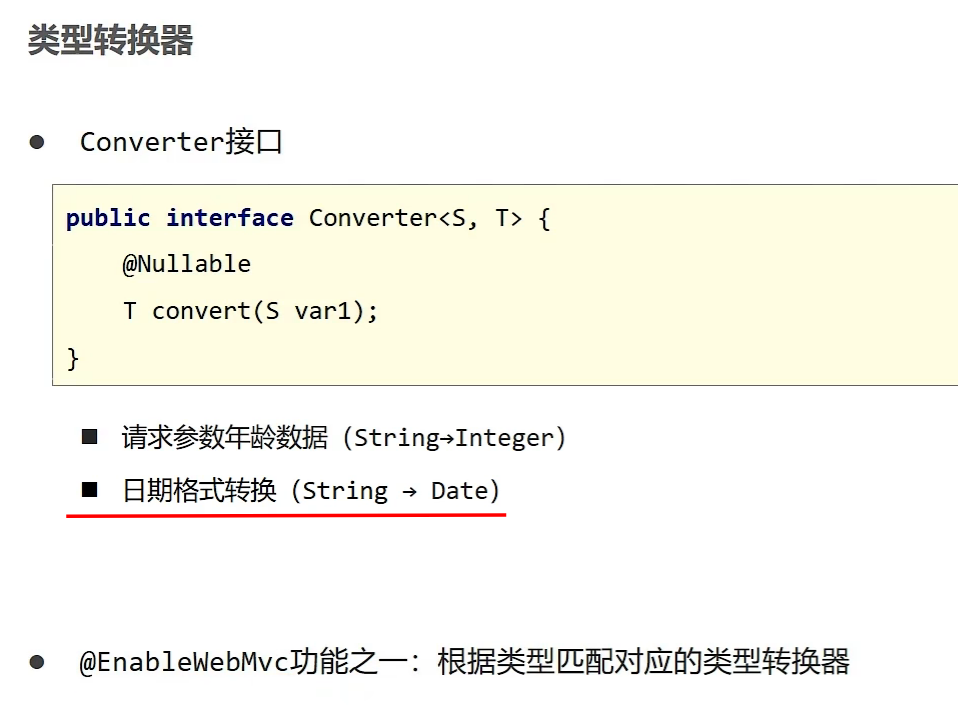 类型转换器
● Converter接口
public interface Converter<S, T> {
    @Nullable
    T convert(S var1);
}
■ 请求参数年龄数据（String→Integer）
■ 日期格式转换（String → Date）
● @EnableWebMvc功能之一：根据类型匹配对应的类型转换器